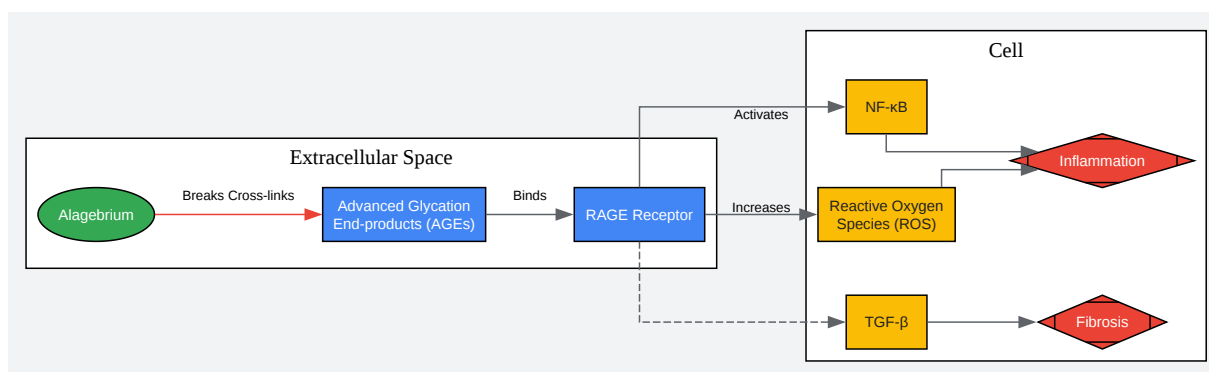 Cell
NF-κB
Activates
Extracellular Space
Inflammation
Breaks Cross-links
Binds
Alagebrium
Advanced Glycation
End-products (AGEs)
RAGE Receptor
Increases
Reactive Oxygen
Species (ROS)
TGF-β
Fibrosis